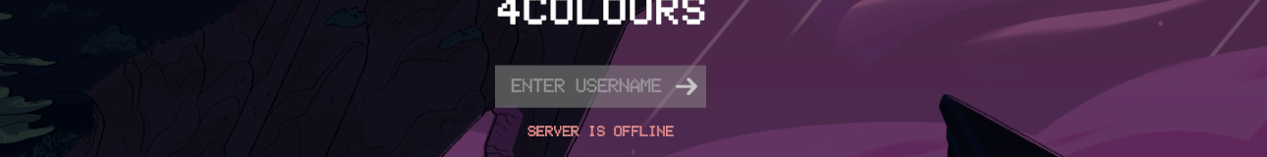 4COLOURS
ENTER USERNAME
SERVER IS OFFLINE